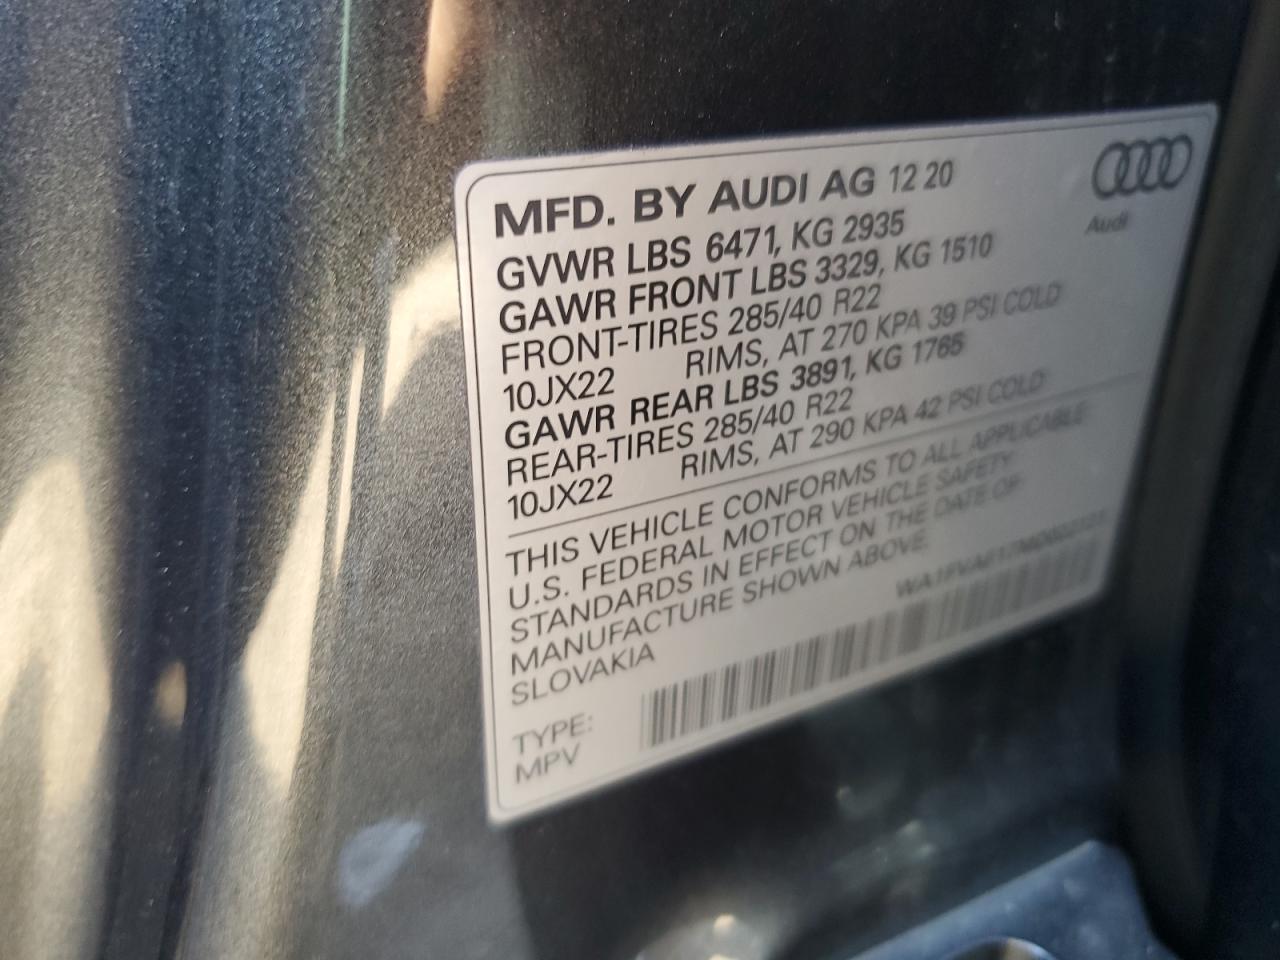 MFD. BY AUDI AG 12 20
Audi
GVWR LBS 6471, KG 2935
GAWR FRONT LBS 3329, KG 1510
FRONT-TIRES 285/40 R22
10JX22 RIMS, AT 270 KPA 39 PSI COLD
GAWR REAR LBS 3891, KG 1765
REAR-TIRES 285/40 R22
10JX22 RIMS, AT 290 KPA 42 PSI COLD
THIS VEHICLE CONFORMS TO ALL APPLICABLE
U.S. FEDERAL MOTOR VEHICLE SAFETY
STANDARDS IN EFFECT ON THE DATE OF
MANUFACTURE SHOWN ABOVE.
SLOVAKIA
TYPE:
MPV